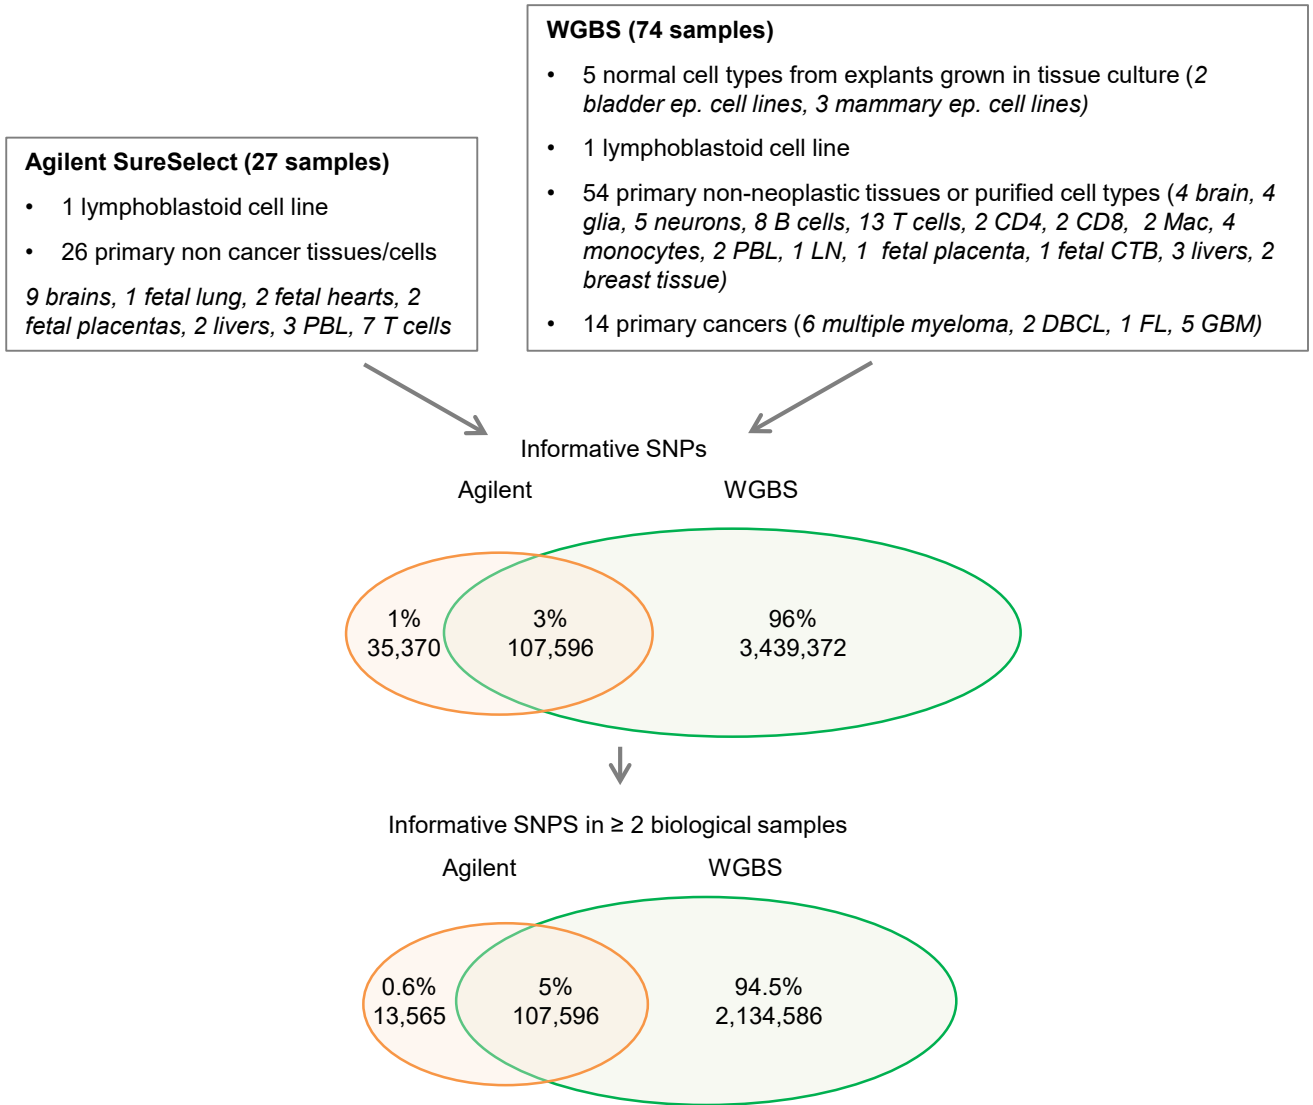 Agilent SureSelect (27 samples)
• 1 lymphoblastoid cell line
• 26 primary non cancer tissues/cells
9 brains, 1 fetal lung, 2 fetal hearts, 2
fetal placentas, 2 livers, 3 PBL, 7 T cells
WGBS (74 samples)
• 5 normal cell types from explants grown in tissue culture (2
bladder ep. cell lines, 3 mammary ep. cell lines)
• 1 lymphoblastoid cell line
• 54 primary non-neoplastic tissues or purified cell types (4 brain, 4
glia, 5 neurons, 8 B cells, 13 T cells, 2 CD4, 2 CD8, 2 Mac, 4
monocytes, 2 PBL, 1 LN, 1 fetal placenta, 1 fetal CTB, 3 livers, 2
breast tissue)
• 14 primary cancers (6 multiple myeloma, 2 DBCL, 1 FL, 5 GBM)
Informative SNPs
Agilent WGBS
1% 3% 96%
35,370 107,596 3,439,372
Informative SNPS in ≥ 2 biological samples
Agilent WGBS
0.6% 5% 94.5%
13,565 107,596 2,134,586